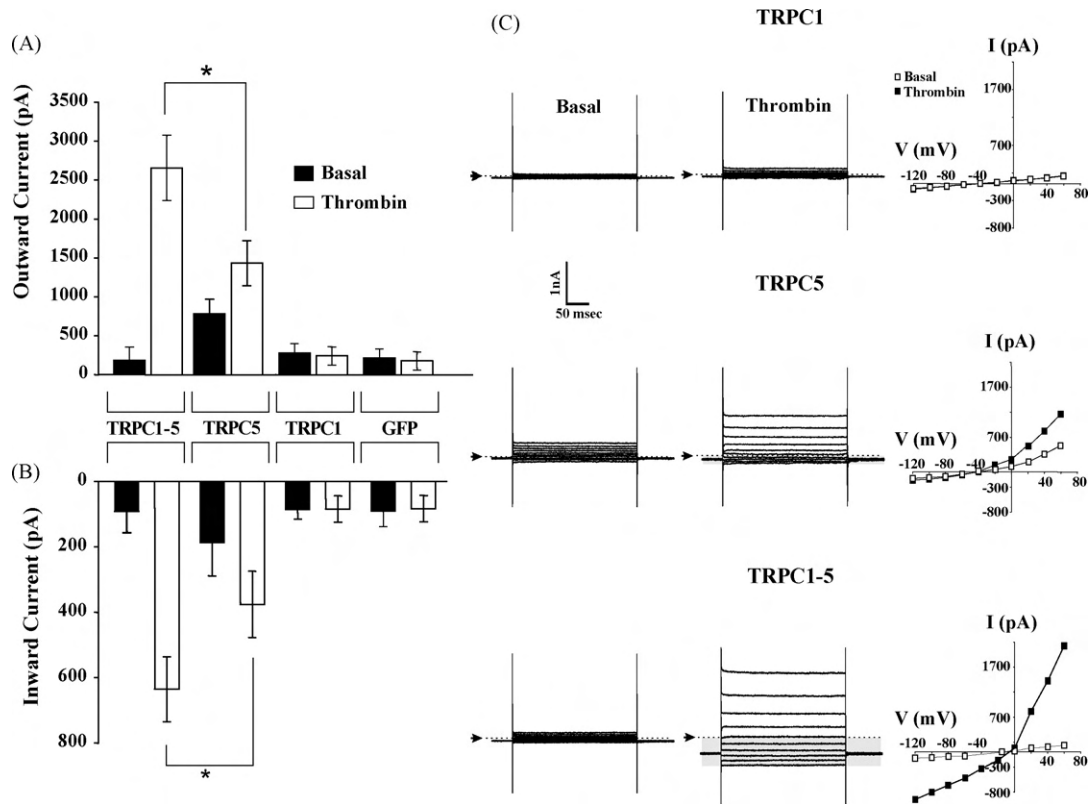 (A)
*
Outward Current (pA)
3500
3000
2500
2000
1500
1000
500
0
Basal
Thrombin
TRPC1-5 TRPC5 TRPC1 GFP
(B)
Inward Current (pA)
0
200
400
600
800
*
(C)
TRPC1
Basal
Thrombin
I (pA)
Basal
Thrombin
1700
700
V (mV)
-120 -80 -40 40 80
-300
-800
1nA
50 msec
TRPC5
I (pA)
1700
700
V (mV)
-120 -80 -40 40 80
-300
-800
TRPC1-5
I (pA)
1700
700
V (mV)
-120 -80 -40 40 80
-300
-800